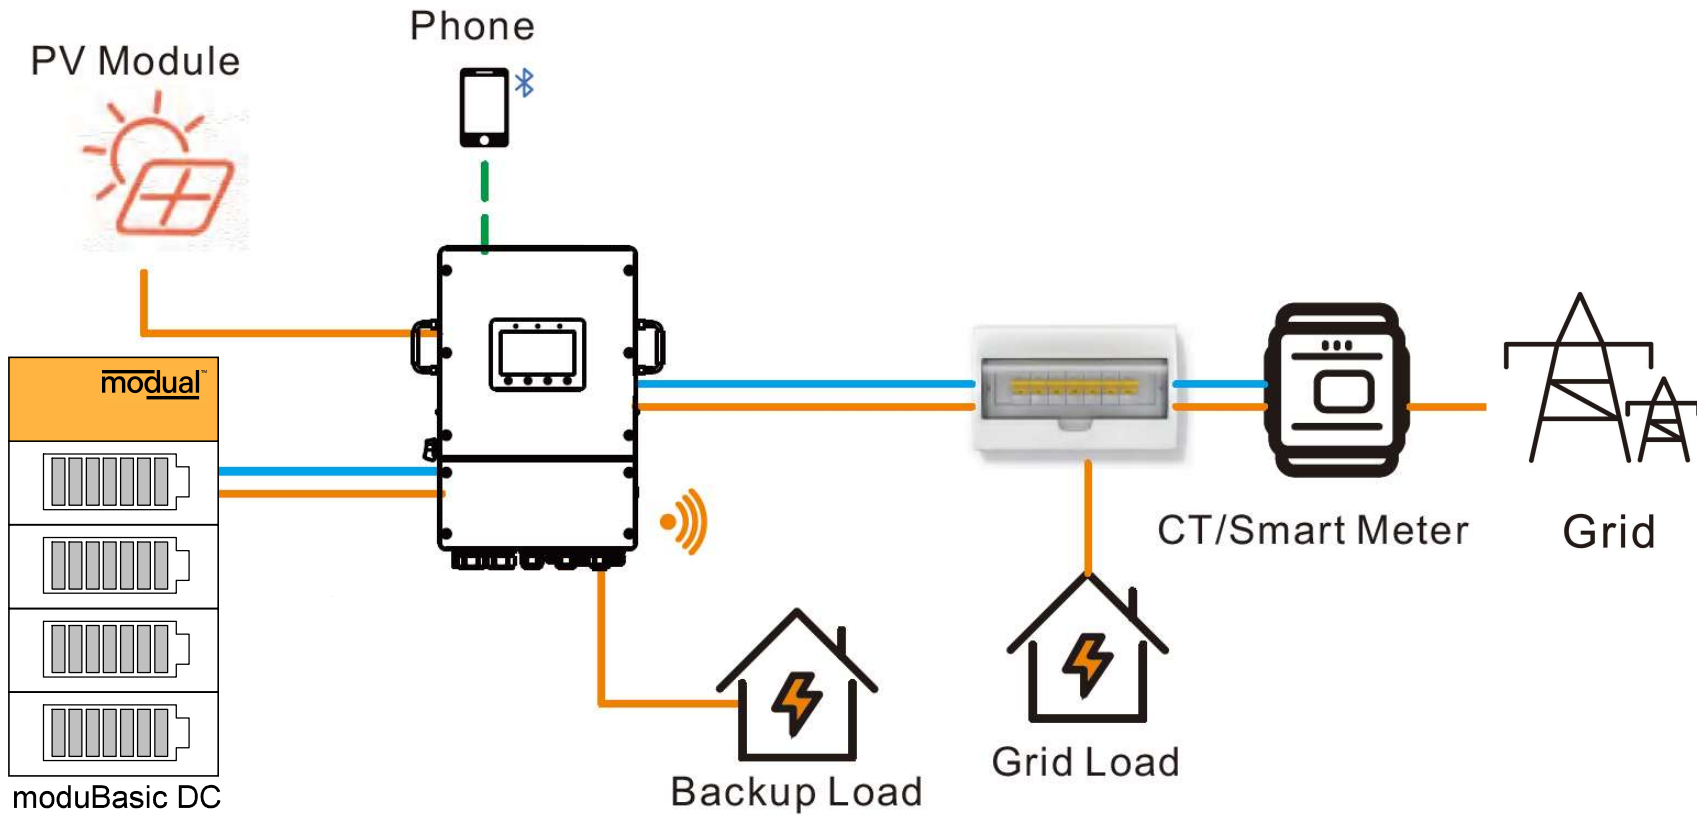 Phone
PV Module
modual™
CT/Smart Meter
Grid
Grid Load
Backup Load
moduBasic DC